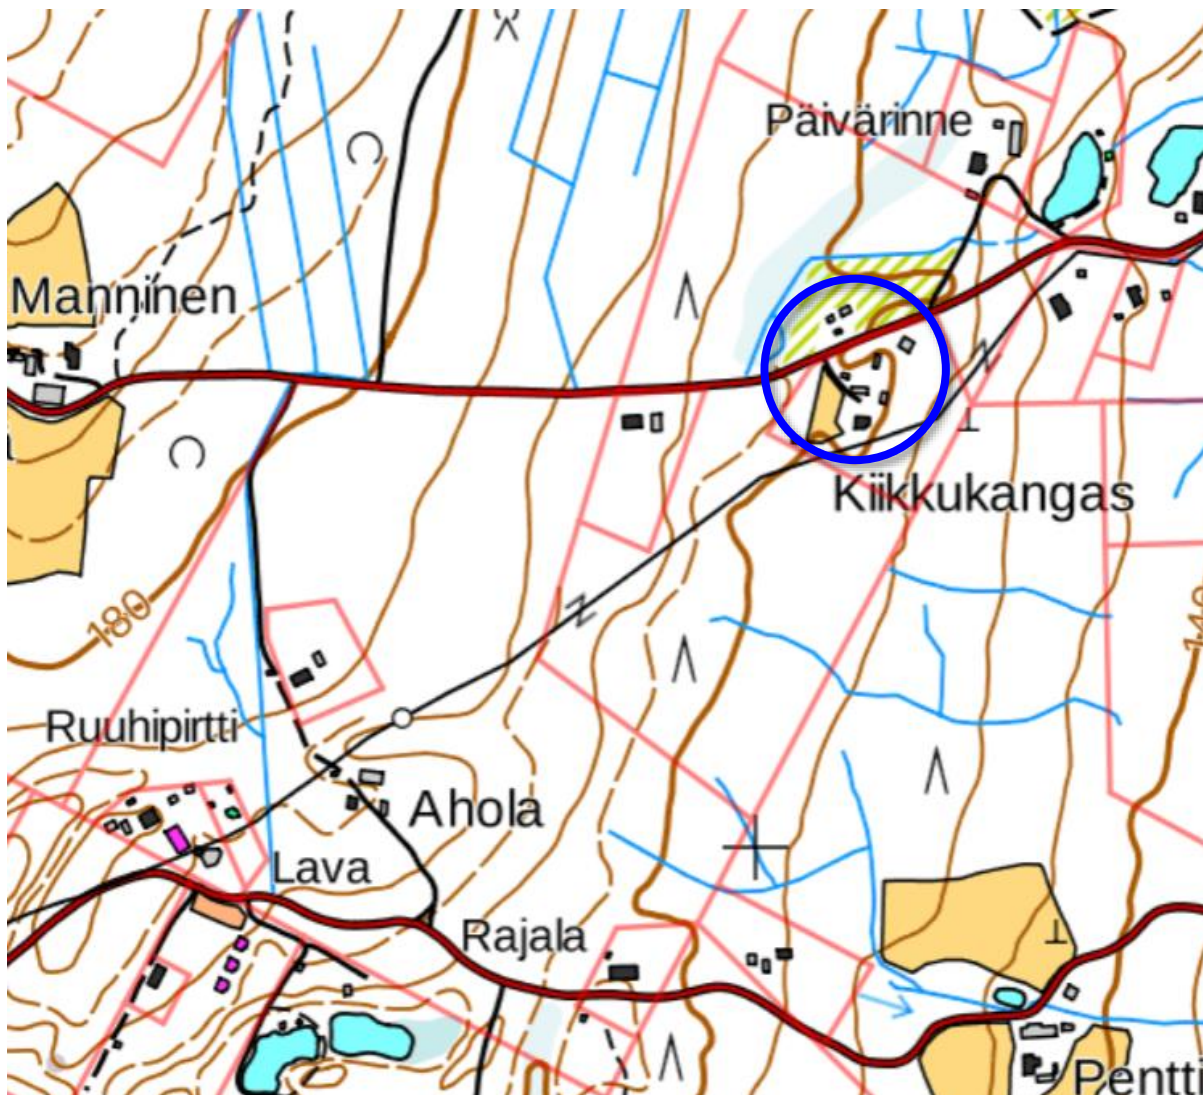 Päivärinne
Manninen
Kiikkukangas
180
Ruuhipirtti
Ahola
Lava
Rajala
Pentti